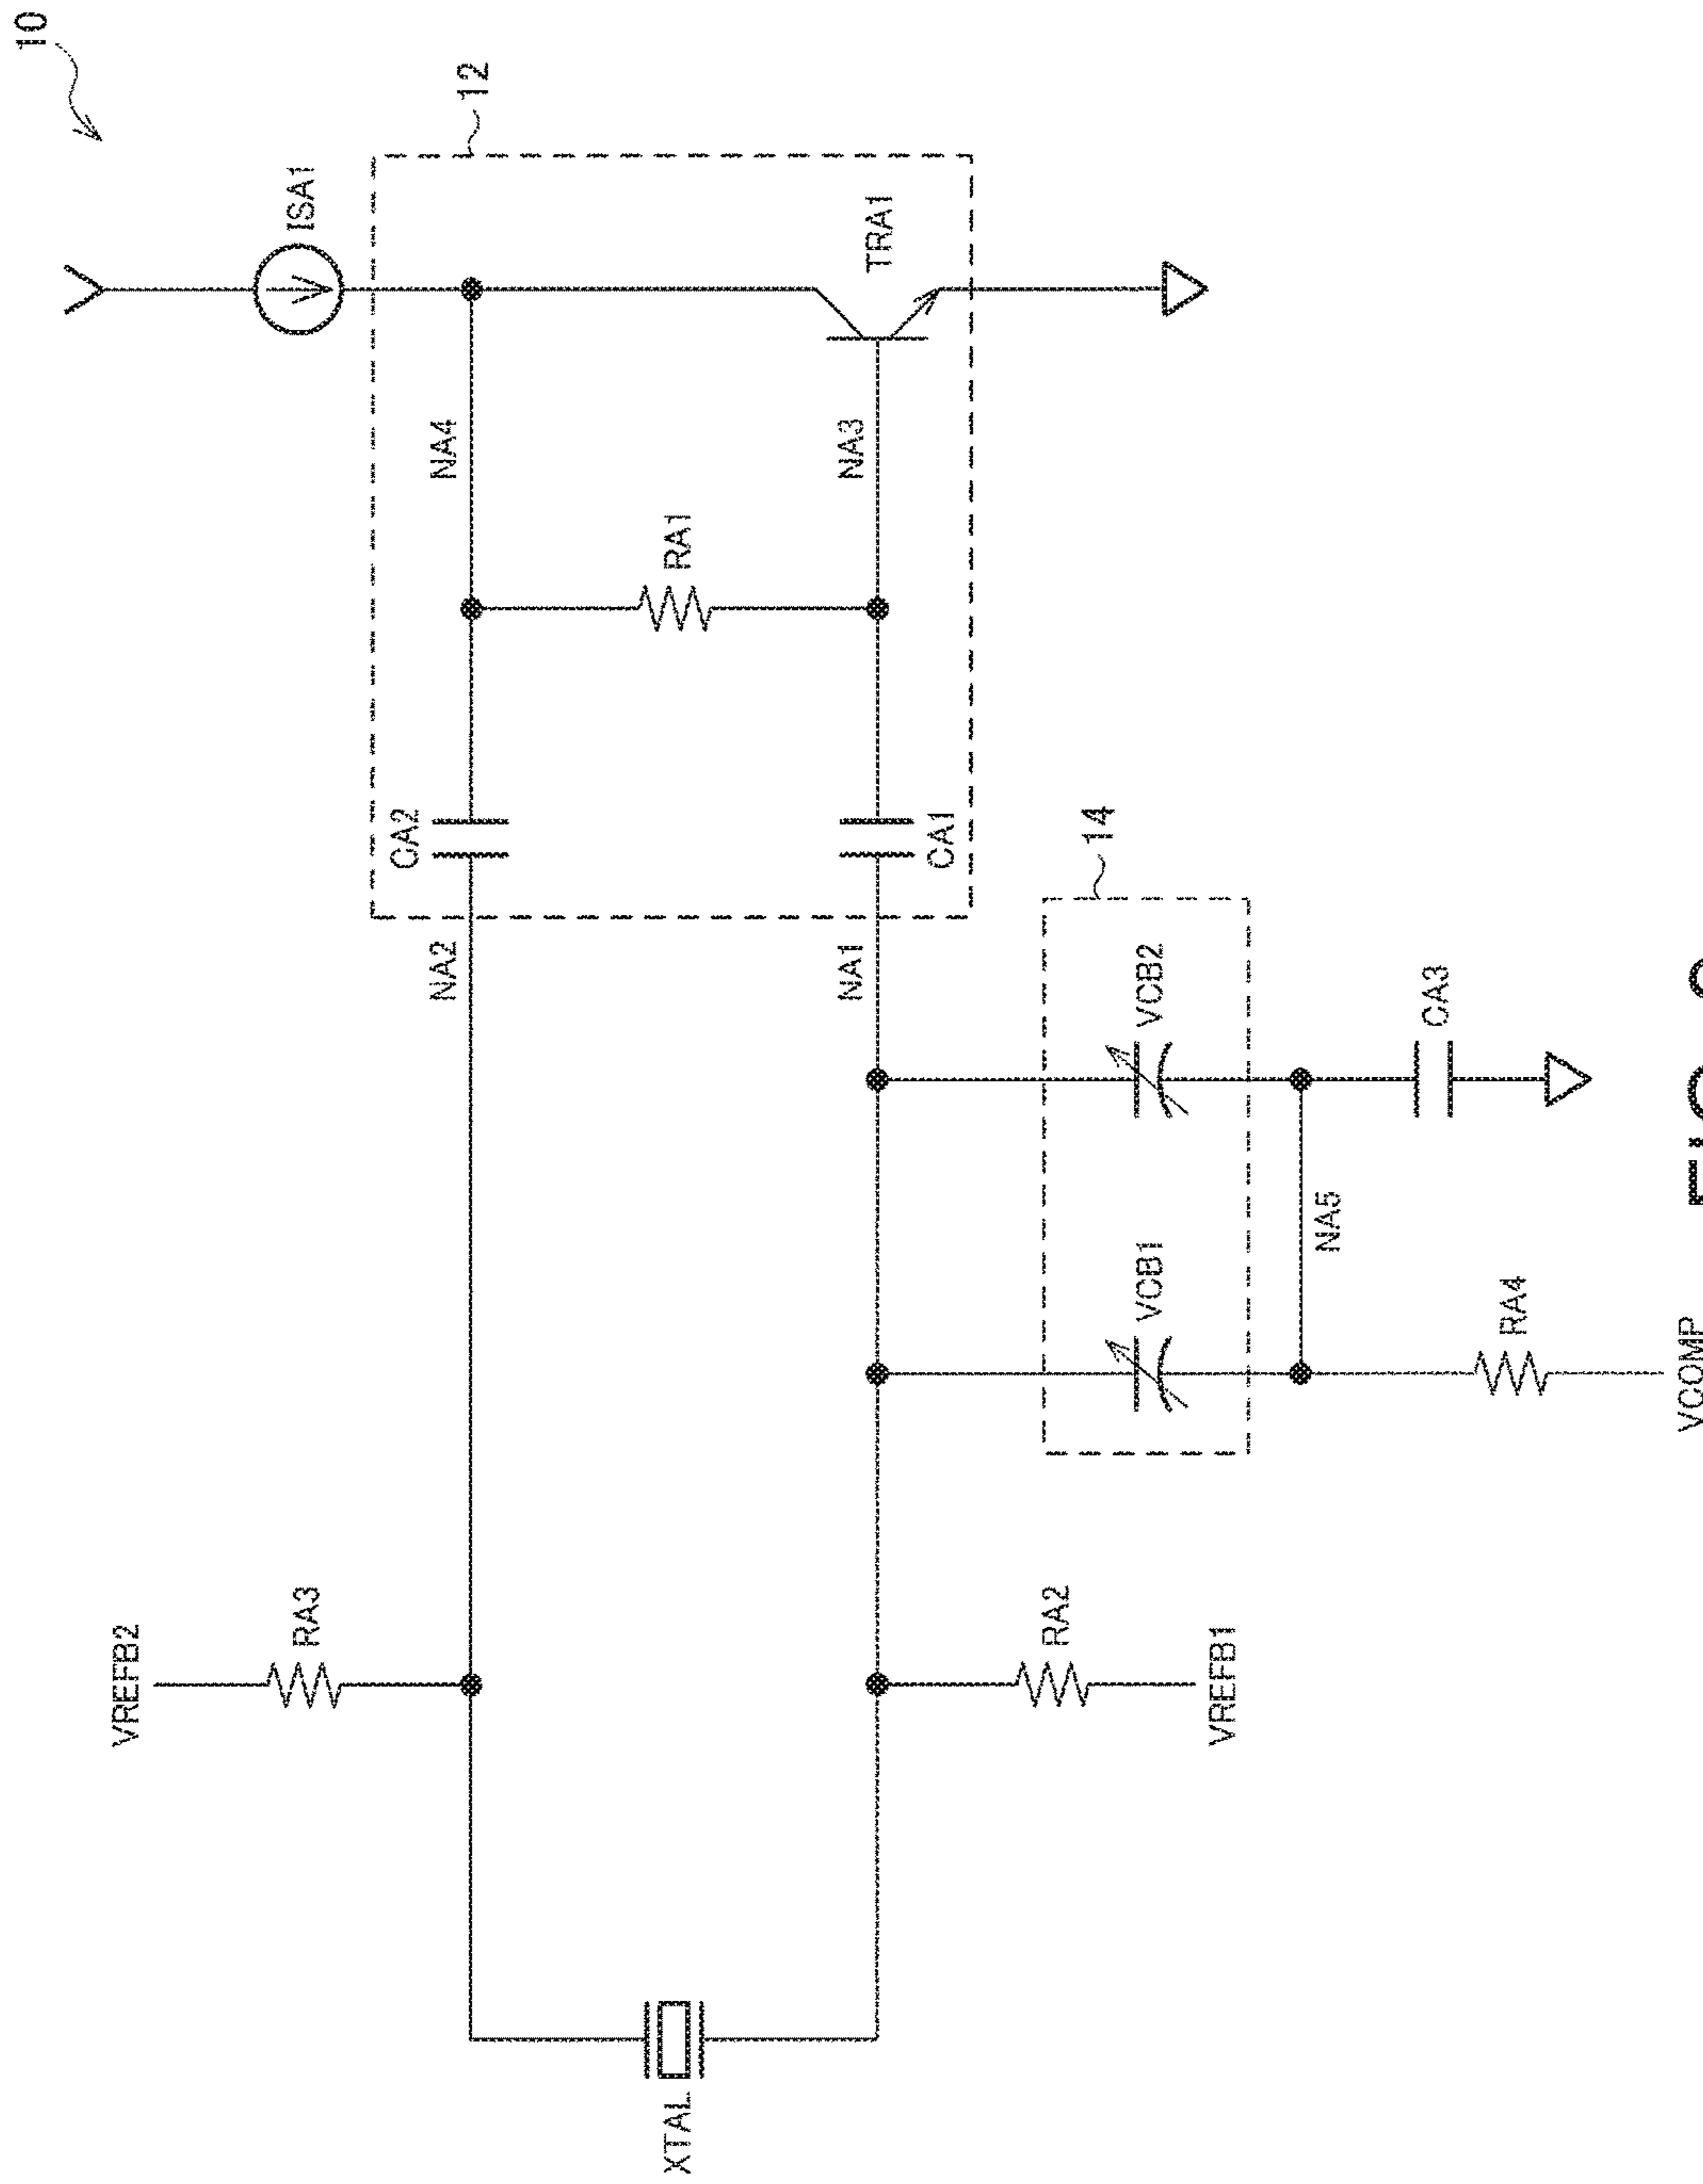 10
ISA1
12
VREFB2
RA3
NA2
CA2
NA4
RA1
XTAL
NA1
CA1
NA3
TRA1
RA2
VREFB1
14
VCB1
VCB2
NA5
CA3
RA4
VCOMP